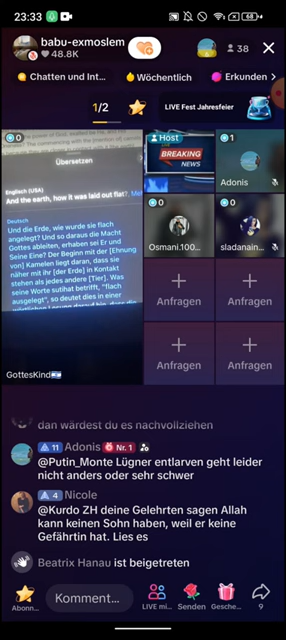 23:33
68
babu-exmoslem
48.8K
38
Chatten und Int...
Wöchentlich
Erkunden
1/2
LIVE Fest Jahresfeier
0
Übersetzen
Englisch (USA)
And the earth, how it was laid out flat?.
Deutsch
Und die Erde, wie wurde sie flach
angelegt? Und so daraus die Macht
Gottes ableiten, erhaben sei Er und
Seine Eine? Der Beginn mit der [Ehnung
von] Kamelen liegt daran, dass sie
näher mit ihr [der Erde] in Kontakt
stehen als jedes andere [Tier]. Was
seine Worte sutihat betrifft, "flach
ausgelegt", so deutet dies in einer
GottesKind
Host
BREAKING
NEWS
1
Adonis
0
Osmani.100...
0
sladanain...
Anfragen
Anfragen
Anfragen
Anfragen
dan wärdest du es nachvollziehen
11 Adonis Nr. 1
@Putin_Monte Lügner entlarven geht leider
nicht anders oder sehr schwer
4 Nicole
@Kurdo ZH deine Gelehrten sagen Allah
kann keinen Sohn haben, weil er keine
Gefährtin hat. Lies es
Beatrix Hanau ist beigetreten
Abonn...
Komment...
LIVE mi...
Senden
Gesche...
9